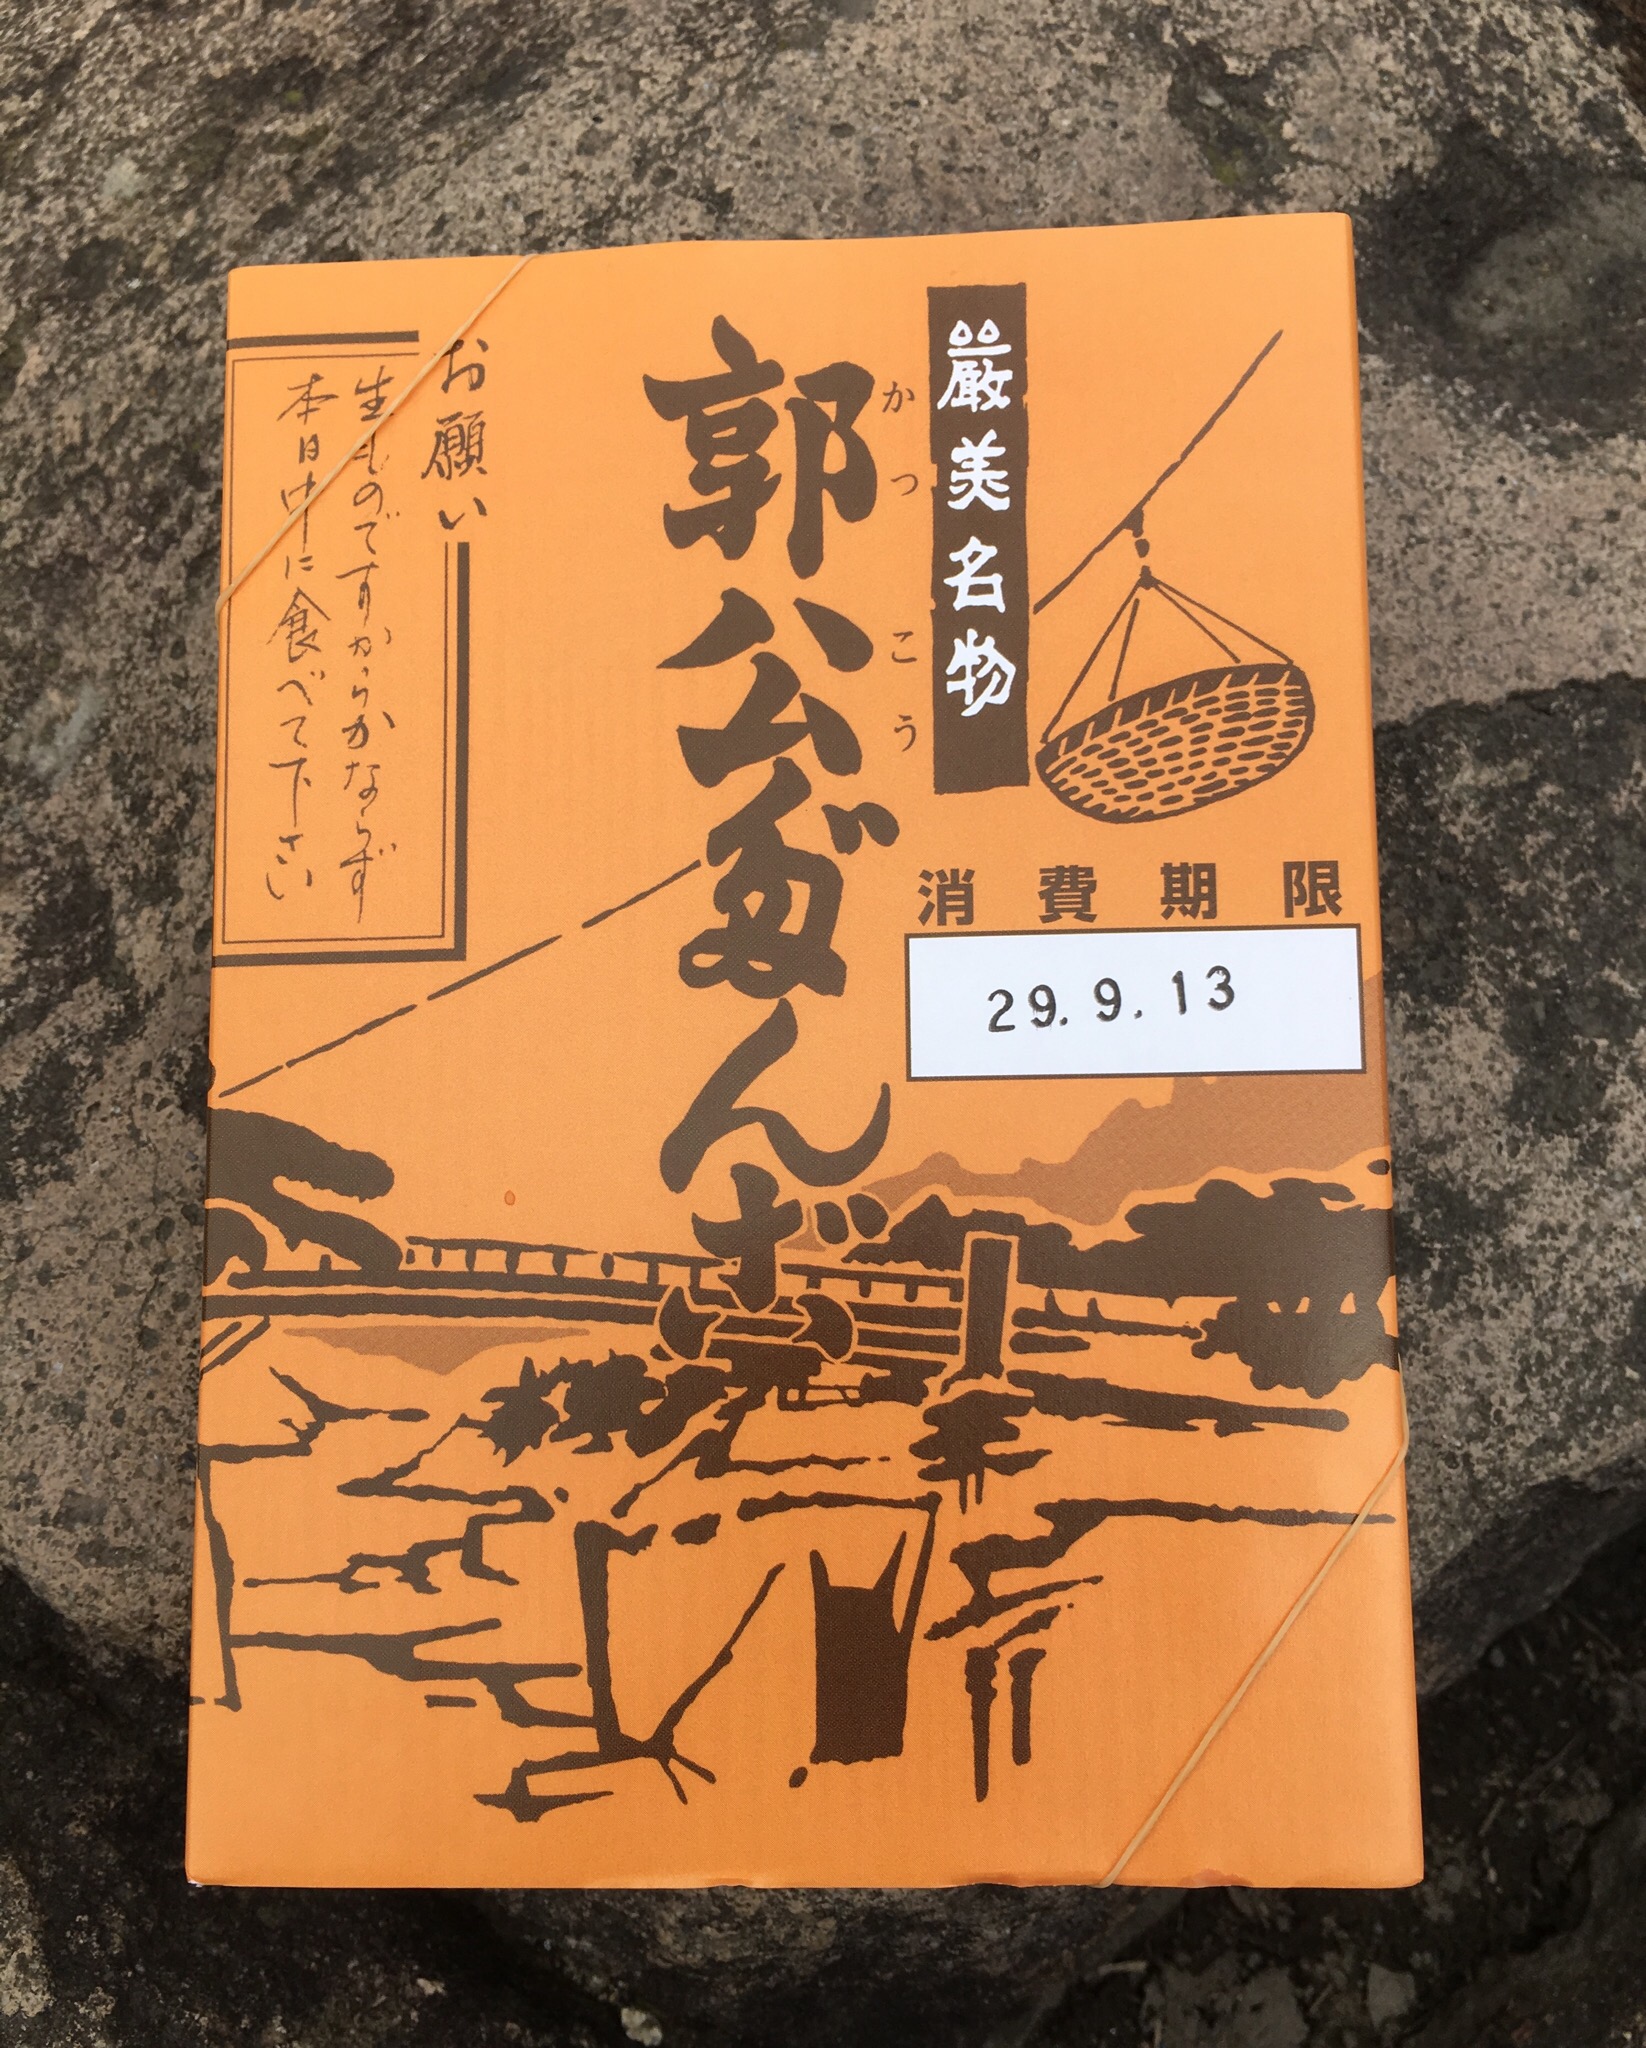 厳美名物
郭公だんご
かっこう
消費期限
29.9.13
お願い
生ものですからかならず
本日中に食べて下さい